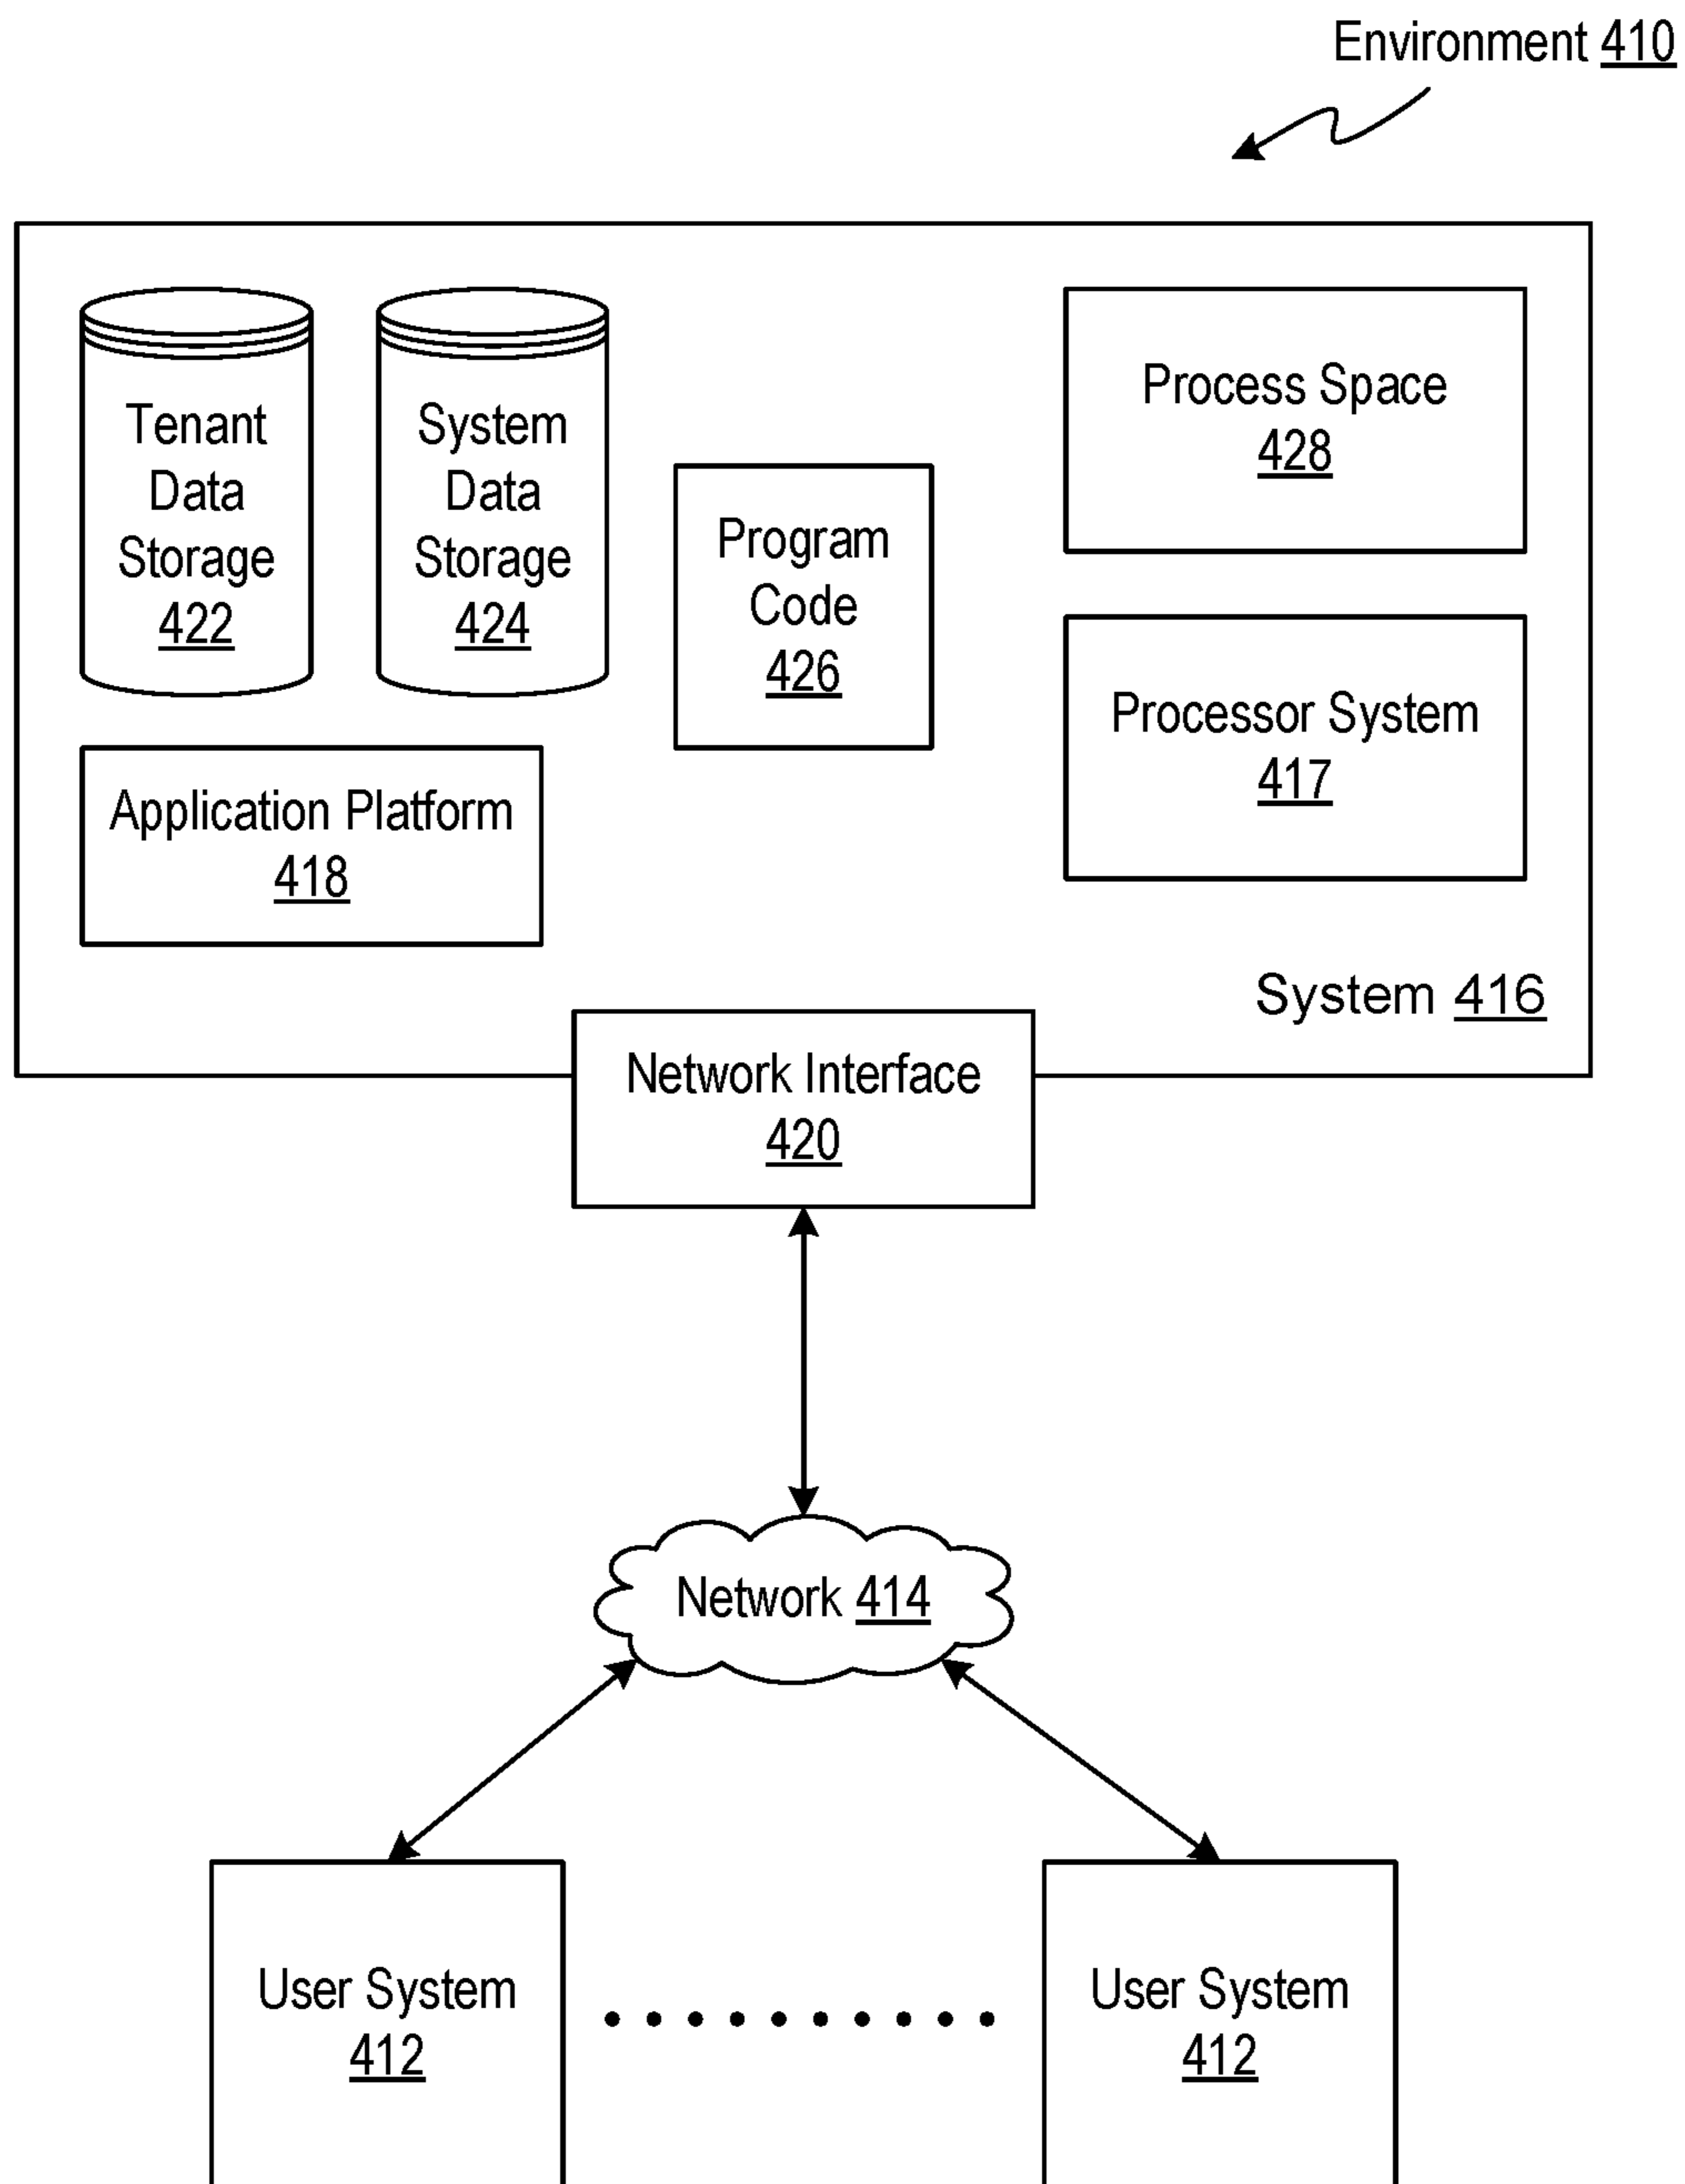 Environment 410
Tenant
Data
Storage
422
System
Data
Storage
424
Program
Code
426
Process Space
428
Processor System
417
Application Platform
418
System 416
Network Interface
420
Network 414
User System
412
User System
412